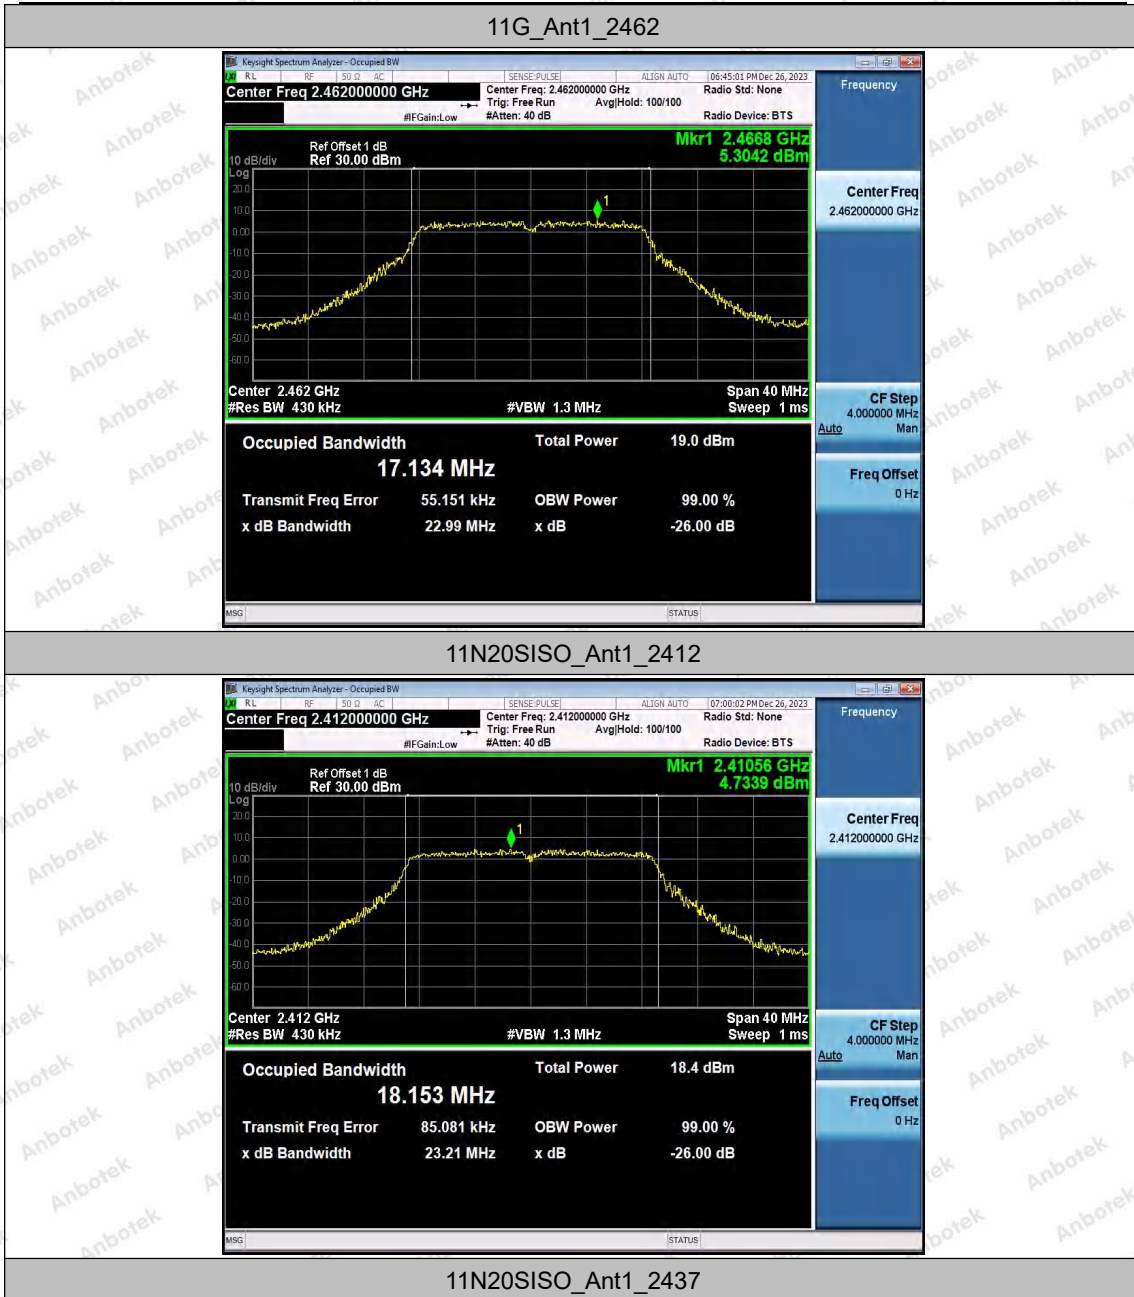 11G_Ant1_2462
Keysight Spectrum Analyzer - Occupied BW
LXI RL RF 50 Ω AC SENSE:PULSE ALIGN AUTO 06:45:01 PM Dec 26, 2023
Center Freq 2.462000000 GHz
Center Freq: 2.462000000 GHz Radio Std: None
Trig: Free Run Avg|Hold: 100/100
#IFGain:Low #Atten: 40 dB Radio Device: BTS
Frequency
Mkr1 2.4668 GHz
5.3042 dBm
Ref Offset 1 dB
10 dB/div Ref 30.00 dBm
Log
20.0
10.0
0.00
-10.0
-20.0
-30.0
-40.0
-50.0
-60.0
1
Center 2.462 GHz Span 40 MHz
#Res BW 430 kHz #VBW 1.3 MHz Sweep 1 ms
Center Freq
2.462000000 GHz
CF Step
4.000000 MHz
Auto Man
Freq Offset
0 Hz
Occupied Bandwidth Total Power 19.0 dBm
17.134 MHz
Transmit Freq Error 55.151 kHz OBW Power 99.00 %
x dB Bandwidth 22.99 MHz x dB -26.00 dB
MSG STATUS
11N20SISO_Ant1_2412
Keysight Spectrum Analyzer - Occupied BW
LXI RL RF 50 Ω AC SENSE:PULSE ALIGN AUTO 07:00:02 PM Dec 26, 2023
Center Freq 2.412000000 GHz
Center Freq: 2.412000000 GHz Radio Std: None
Trig: Free Run Avg|Hold: 100/100
#IFGain:Low #Atten: 40 dB Radio Device: BTS
Frequency
Mkr1 2.41056 GHz
4.7339 dBm
Ref Offset 1 dB
10 dB/div Ref 30.00 dBm
Log
20.0
10.0
0.00
-10.0
-20.0
-30.0
-40.0
-50.0
-60.0
1
Center 2.412 GHz Span 40 MHz
#Res BW 430 kHz #VBW 1.3 MHz Sweep 1 ms
Center Freq
2.412000000 GHz
CF Step
4.000000 MHz
Auto Man
Freq Offset
0 Hz
Occupied Bandwidth Total Power 18.4 dBm
18.153 MHz
Transmit Freq Error 85.081 kHz OBW Power 99.00 %
x dB Bandwidth 23.21 MHz x dB -26.00 dB
MSG STATUS
11N20SISO_Ant1_2437
Anbotek